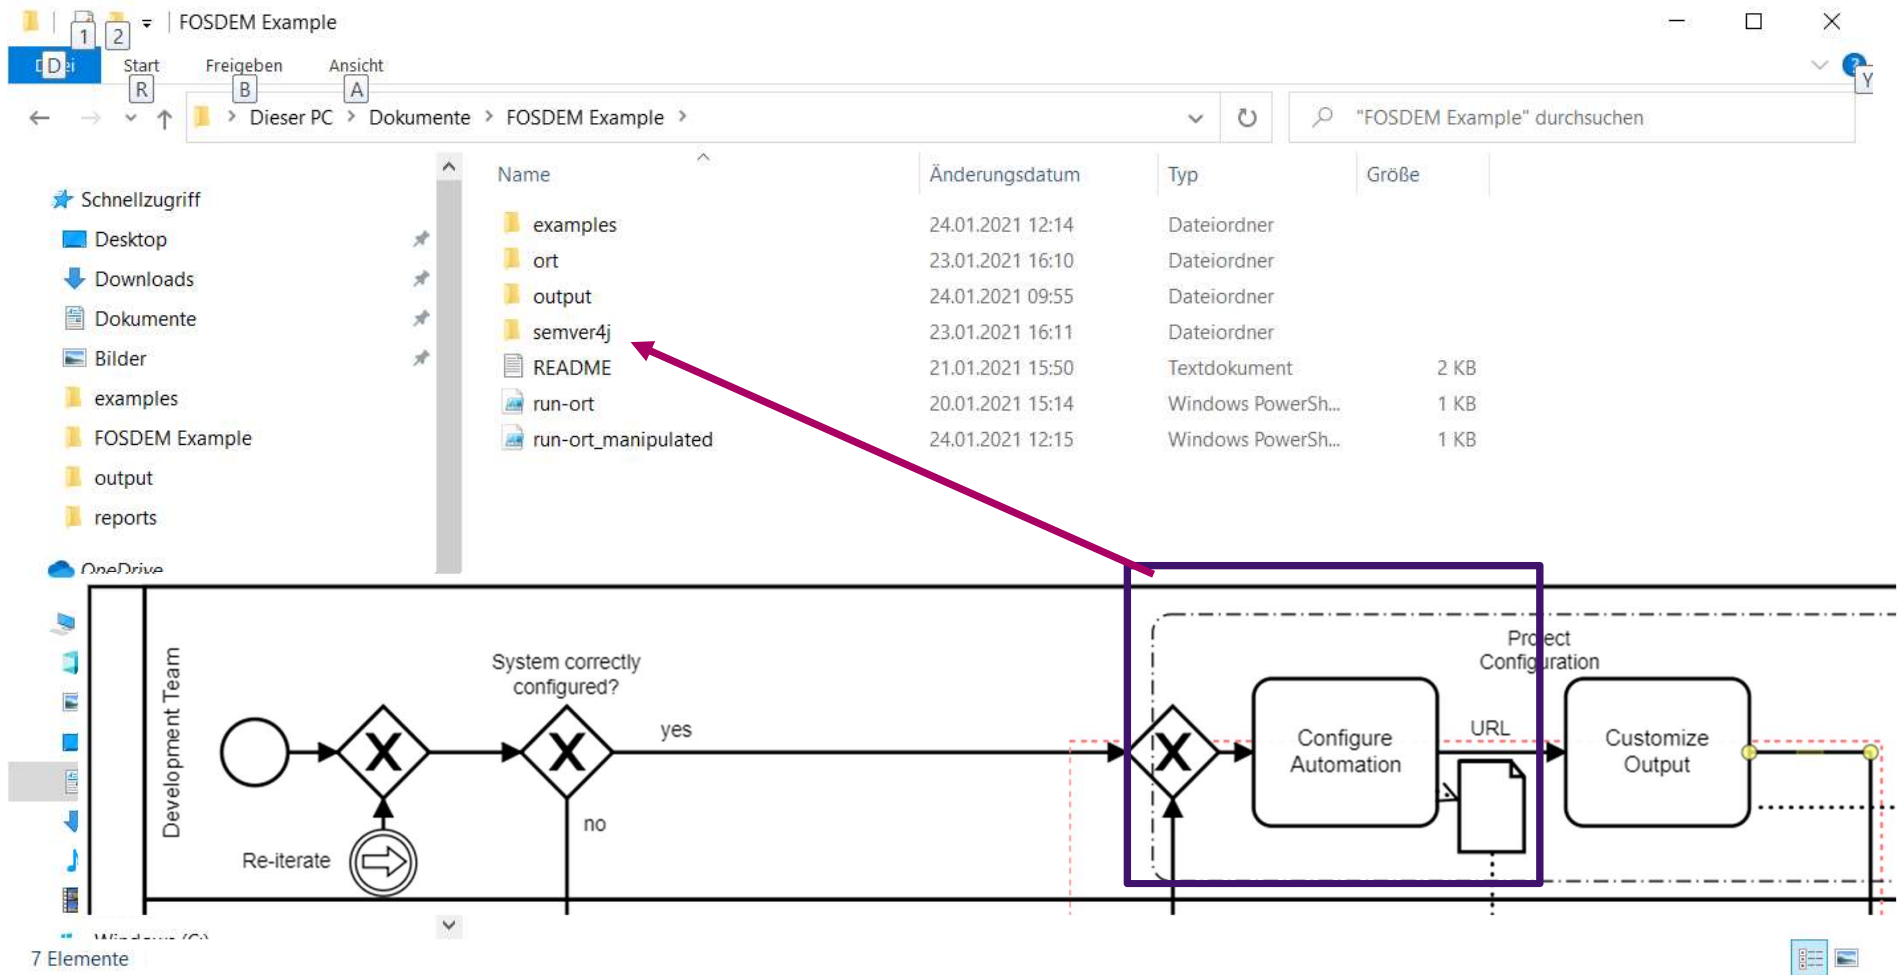 FOSDEM Example
1
2
D
Start
Freigeben
Ansicht
R
B
A
?
Y
Dieser PC
Dokumente
FOSDEM Example
"FOSDEM Example" durchsuchen
Schnellzugriff
Desktop
Downloads
Dokumente
Bilder
examples
FOSDEM Example
output
reports
OneDrive
Name Änderungsdatum Typ Größe
examples 24.01.2021 12:14 Dateiordner
ort 23.01.2021 16:10 Dateiordner
output 24.01.2021 09:55 Dateiordner
semver4j 23.01.2021 16:11 Dateiordner
README 21.01.2021 15:50 Textdokument 2 KB
run-ort 20.01.2021 15:14 Windows PowerSh... 1 KB
run-ort_manipulated 24.01.2021 12:15 Windows PowerSh... 1 KB
Development Team
System correctly
configured?
yes
no
Re-iterate
X
X
X
Project
Configuration
Configure
Automation
URL
Customize
Output
7 Elemente